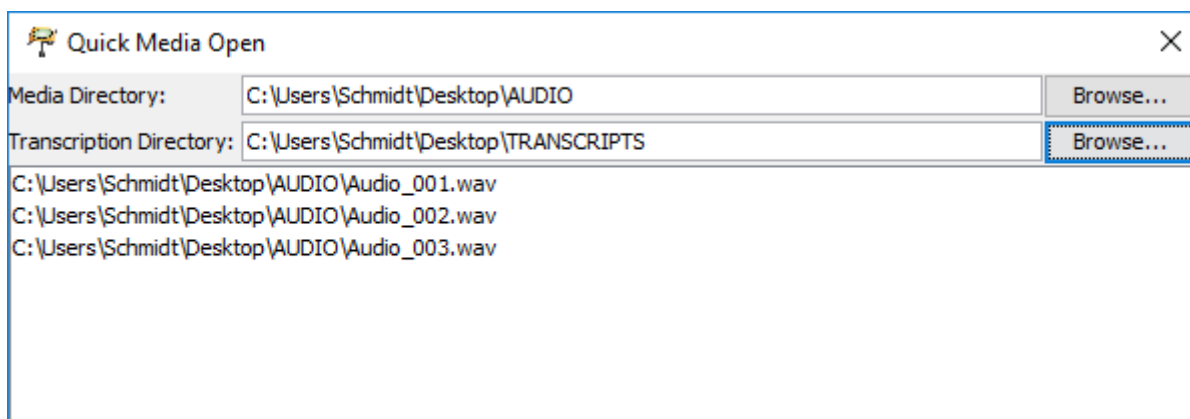 Quick Media Open
Media Directory: C:\Users\Schmidt\Desktop\AUDIO Browse...
Transcription Directory: C:\Users\Schmidt\Desktop\TRANSCRIPTS Browse...
C:\Users\Schmidt\Desktop\AUDIO\Audio_001.wav
C:\Users\Schmidt\Desktop\AUDIO\Audio_002.wav
C:\Users\Schmidt\Desktop\AUDIO\Audio_003.wav